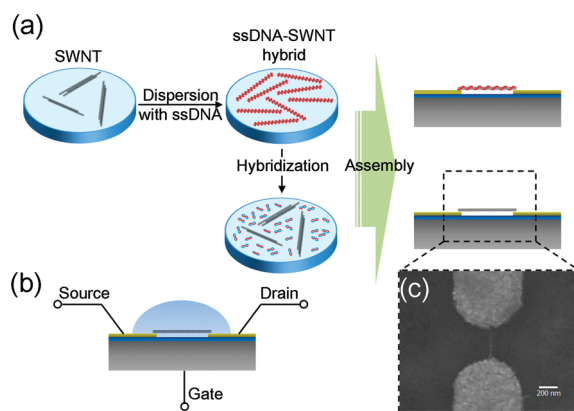 (a)
SWNT
ssDNA-SWNT
hybrid
Dispersion
with ssDNA
Hybridization
Assembly
(b)
Source
Drain
Gate
(c)
200 nm